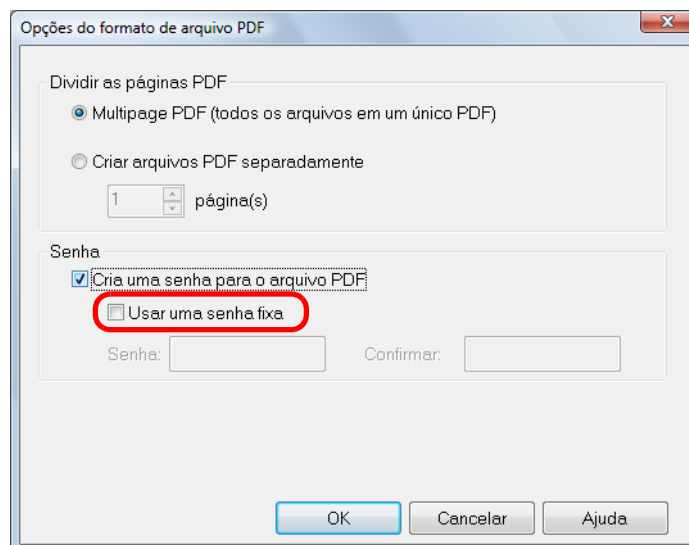 Opções do formato de arquivo PDF
Dividir as páginas PDF
Multipage PDF (todos os arquivos em um único PDF)
Criar arquivos PDF separadamente
1 página(s)
Senha
Cria uma senha para o arquivo PDF
Usar uma senha fixa
Senha: Confirmar:
OK Cancelar Ajuda